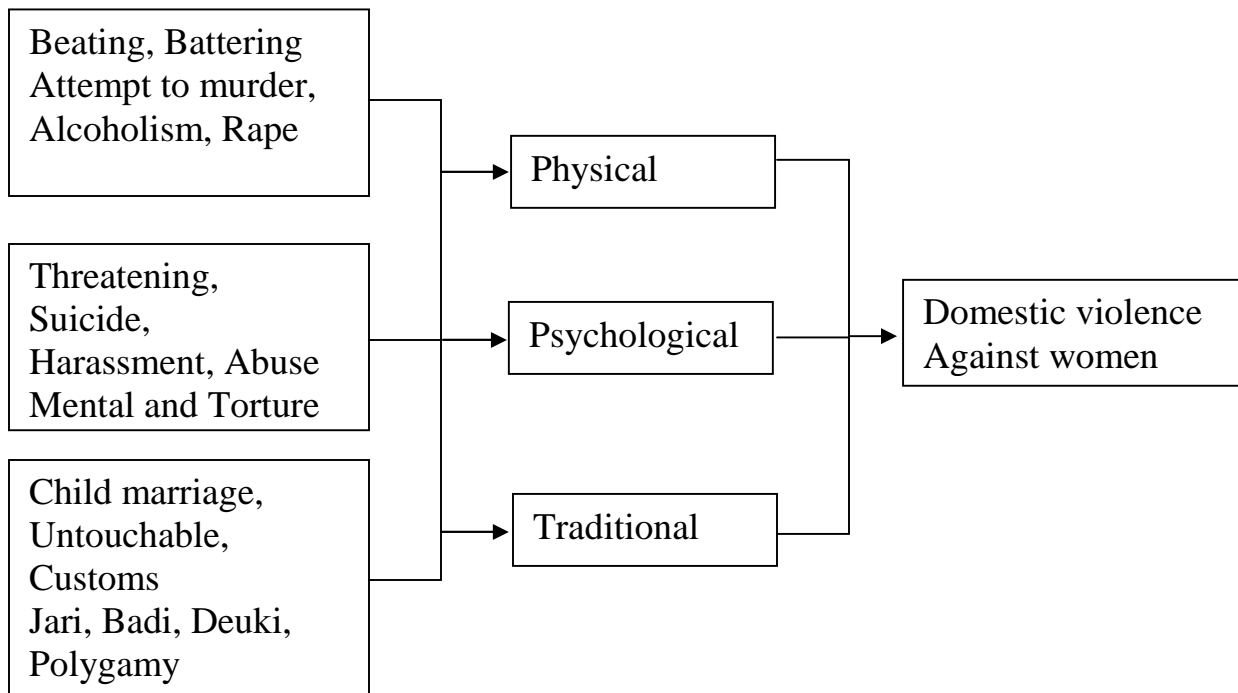 Beating, Battering
Attempt to murder,
Alcoholism, Rape
Physical
Threatening,
Suicide,
Harassment, Abuse
Mental and Torture
Psychological
Domestic violence
Against women
Child marriage,
Untouchable,
Customs
Jari, Badi, Deuki,
Polygamy
Traditional